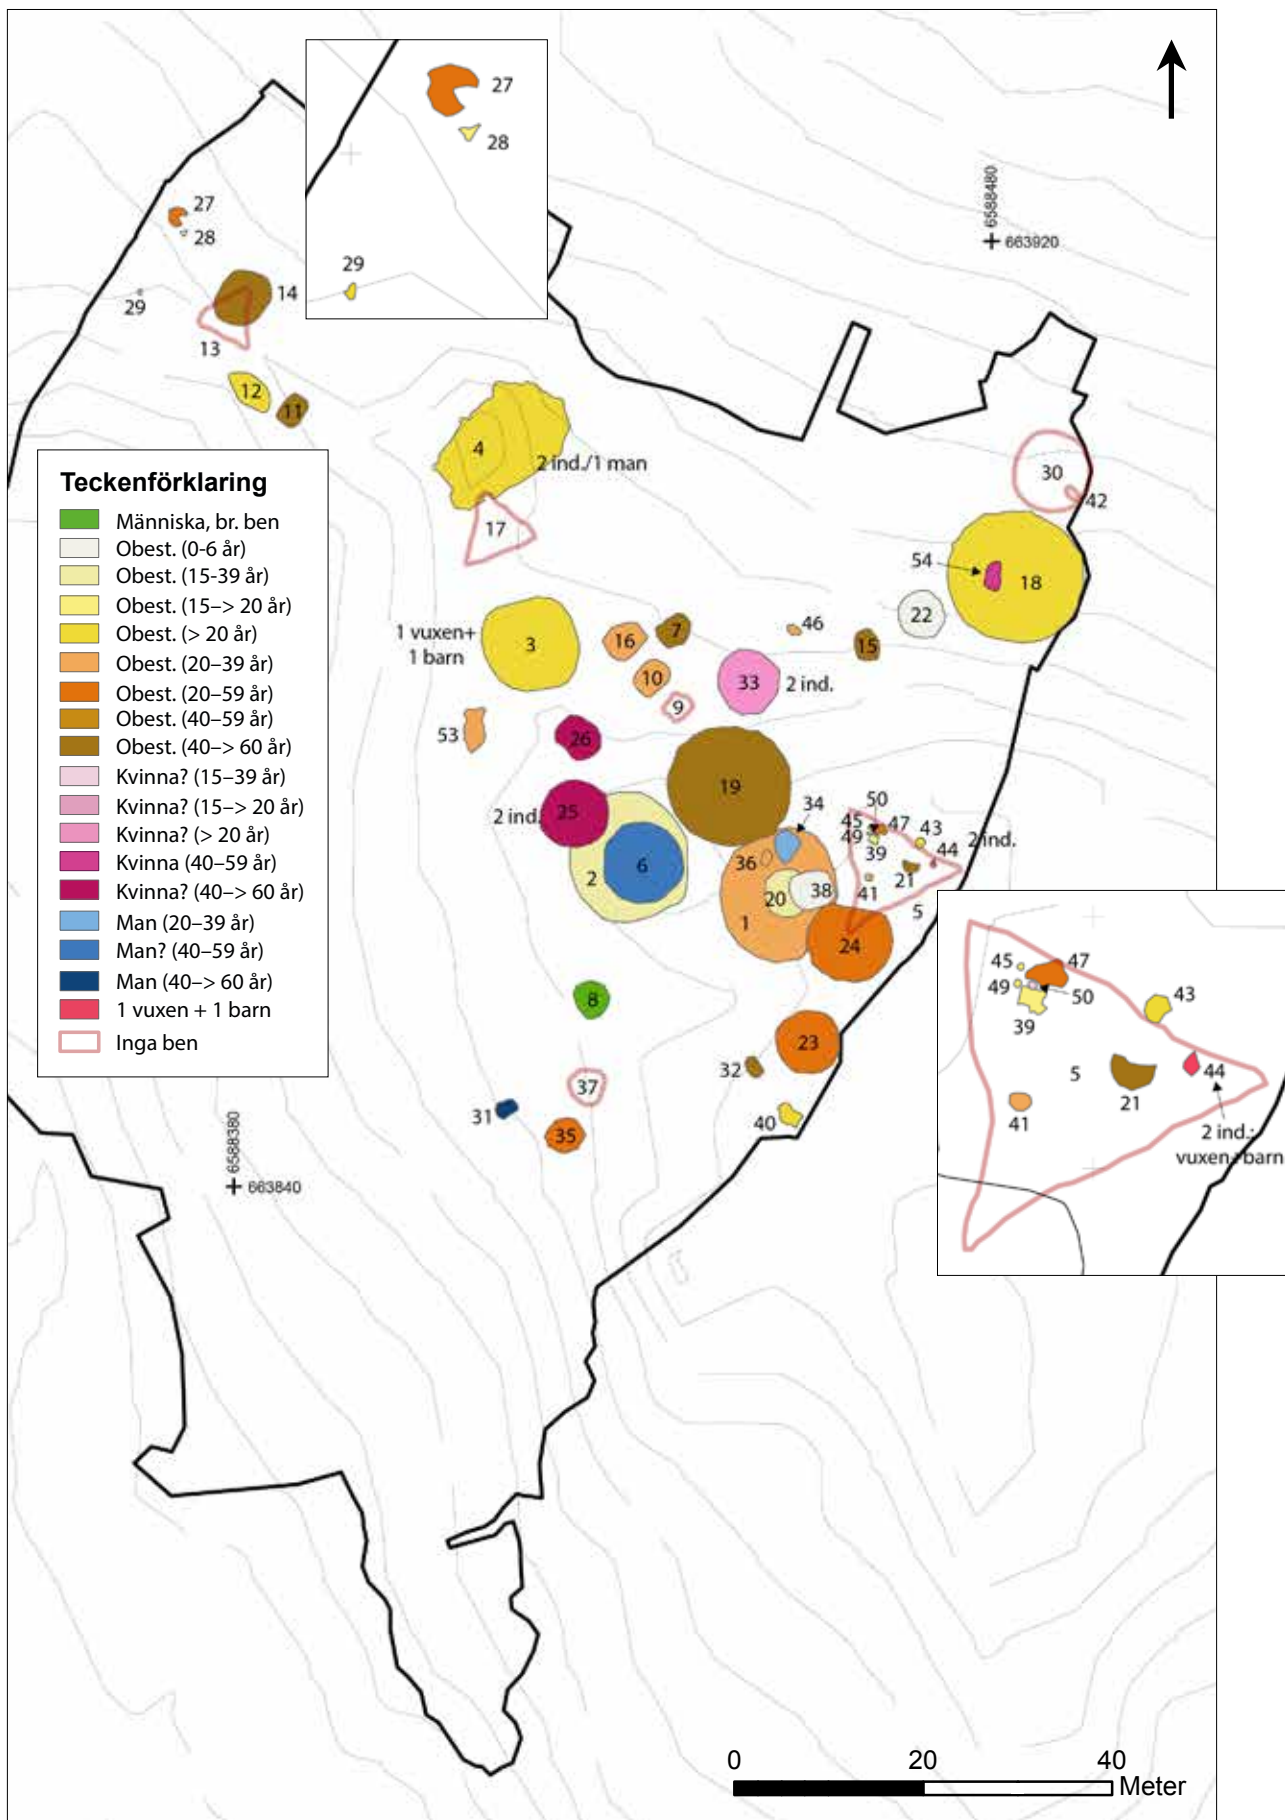 27
28
29
6588480
663920
27
28
29
14
13
12
11
4
2 ind./1 man
17
30
42
54
18
22
1 vuxen+
1 barn
3
16
7
46
15
10
33
2 ind.
9
53
26
19
2 ind.
25
34
50
45
47
49
39
43
2 ind.
44
36
2
6
41
21
20
38
1
5
24
8
23
32
37
31
35
40
6588380
663840
Teckenförklaring
Människa, br. ben
Obest. (0-6 år)
Obest. (15-39 år)
Obest. (15–> 20 år)
Obest. (> 20 år)
Obest. (20–39 år)
Obest. (20–59 år)
Obest. (40–59 år)
Obest. (40–> 60 år)
Kvinna? (15–39 år)
Kvinna? (15–> 20 år)
Kvinna? (> 20 år)
Kvinna (40–59 år)
Kvinna? (40–> 60 år)
Man (20–39 år)
Man? (40–59 år)
Man (40–> 60 år)
1 vuxen + 1 barn
Inga ben
45
47
49
50
43
39
5
44
21
41
2 ind.:
vuxen+barn
0 20 40
Meter